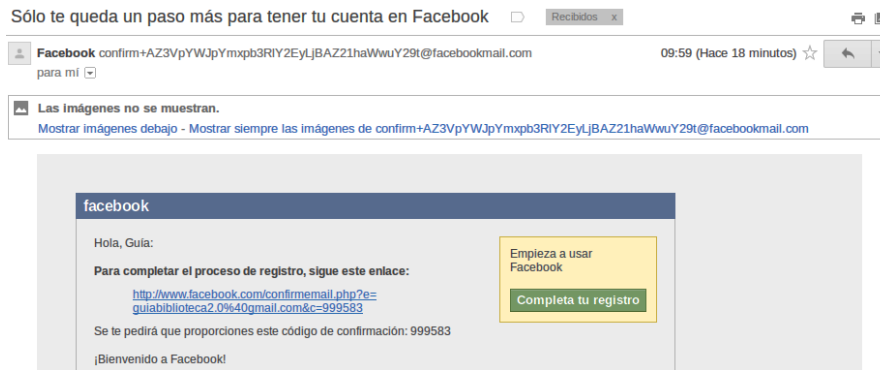 Sólo te queda un paso más para tener tu cuenta en Facebook Recibidos x
Facebook confirm+AZ3VpYWJpYmxpb3RlY2EyLjBAZ21haWwuY29t@facebookmail.com 09:59 (Hace 18 minutos)
para mí
Las imágenes no se muestran.
Mostrar imágenes debajo - Mostrar siempre las imágenes de confirm+AZ3VpYWJpYmxpb3RlY2EyLjBAZ21haWwuY29t@facebookmail.com
facebook
Hola, Guía:
Para completar el proceso de registro, sigue este enlace:
http://www.facebook.com/confirmemail.php?e=
guiabiblioteca2.0%40gmail.com&c=999583
Se te pedirá que proporciones este código de confirmación: 999583
¡Bienvenido a Facebook!
Empieza a usar
Facebook
Completa tu registro